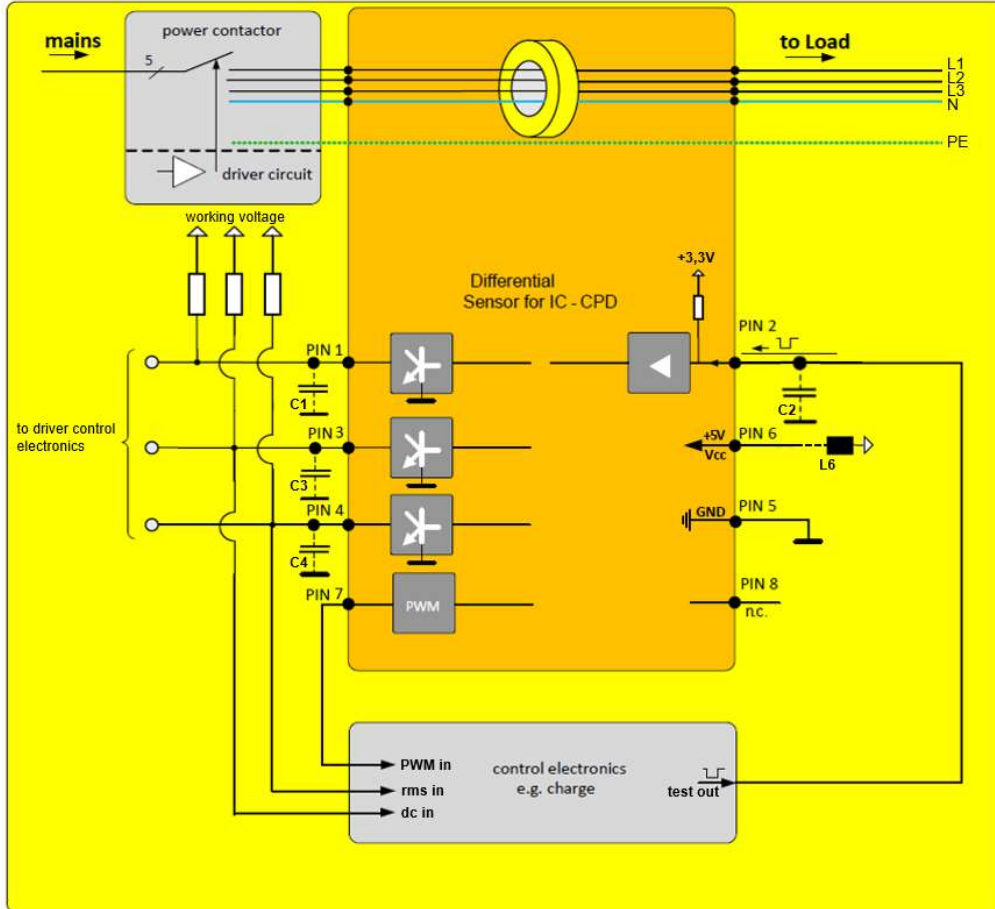 mains
power contactor
5
driver circuit
to Load
L1
L2
L3
N
PE
working voltage
+3,3V
Differential
Sensor for IC - CPD
PIN 1
PIN 2
C1
C2
to driver control
electronics
PIN 3
+5V
Vcc
PIN 6
L6
C3
PIN 4
GND
PIN 5
C4
PIN 7
PWM
PIN 8
n.c.
PWM in
rms in
dc in
control electronics
e.g. charge
test out